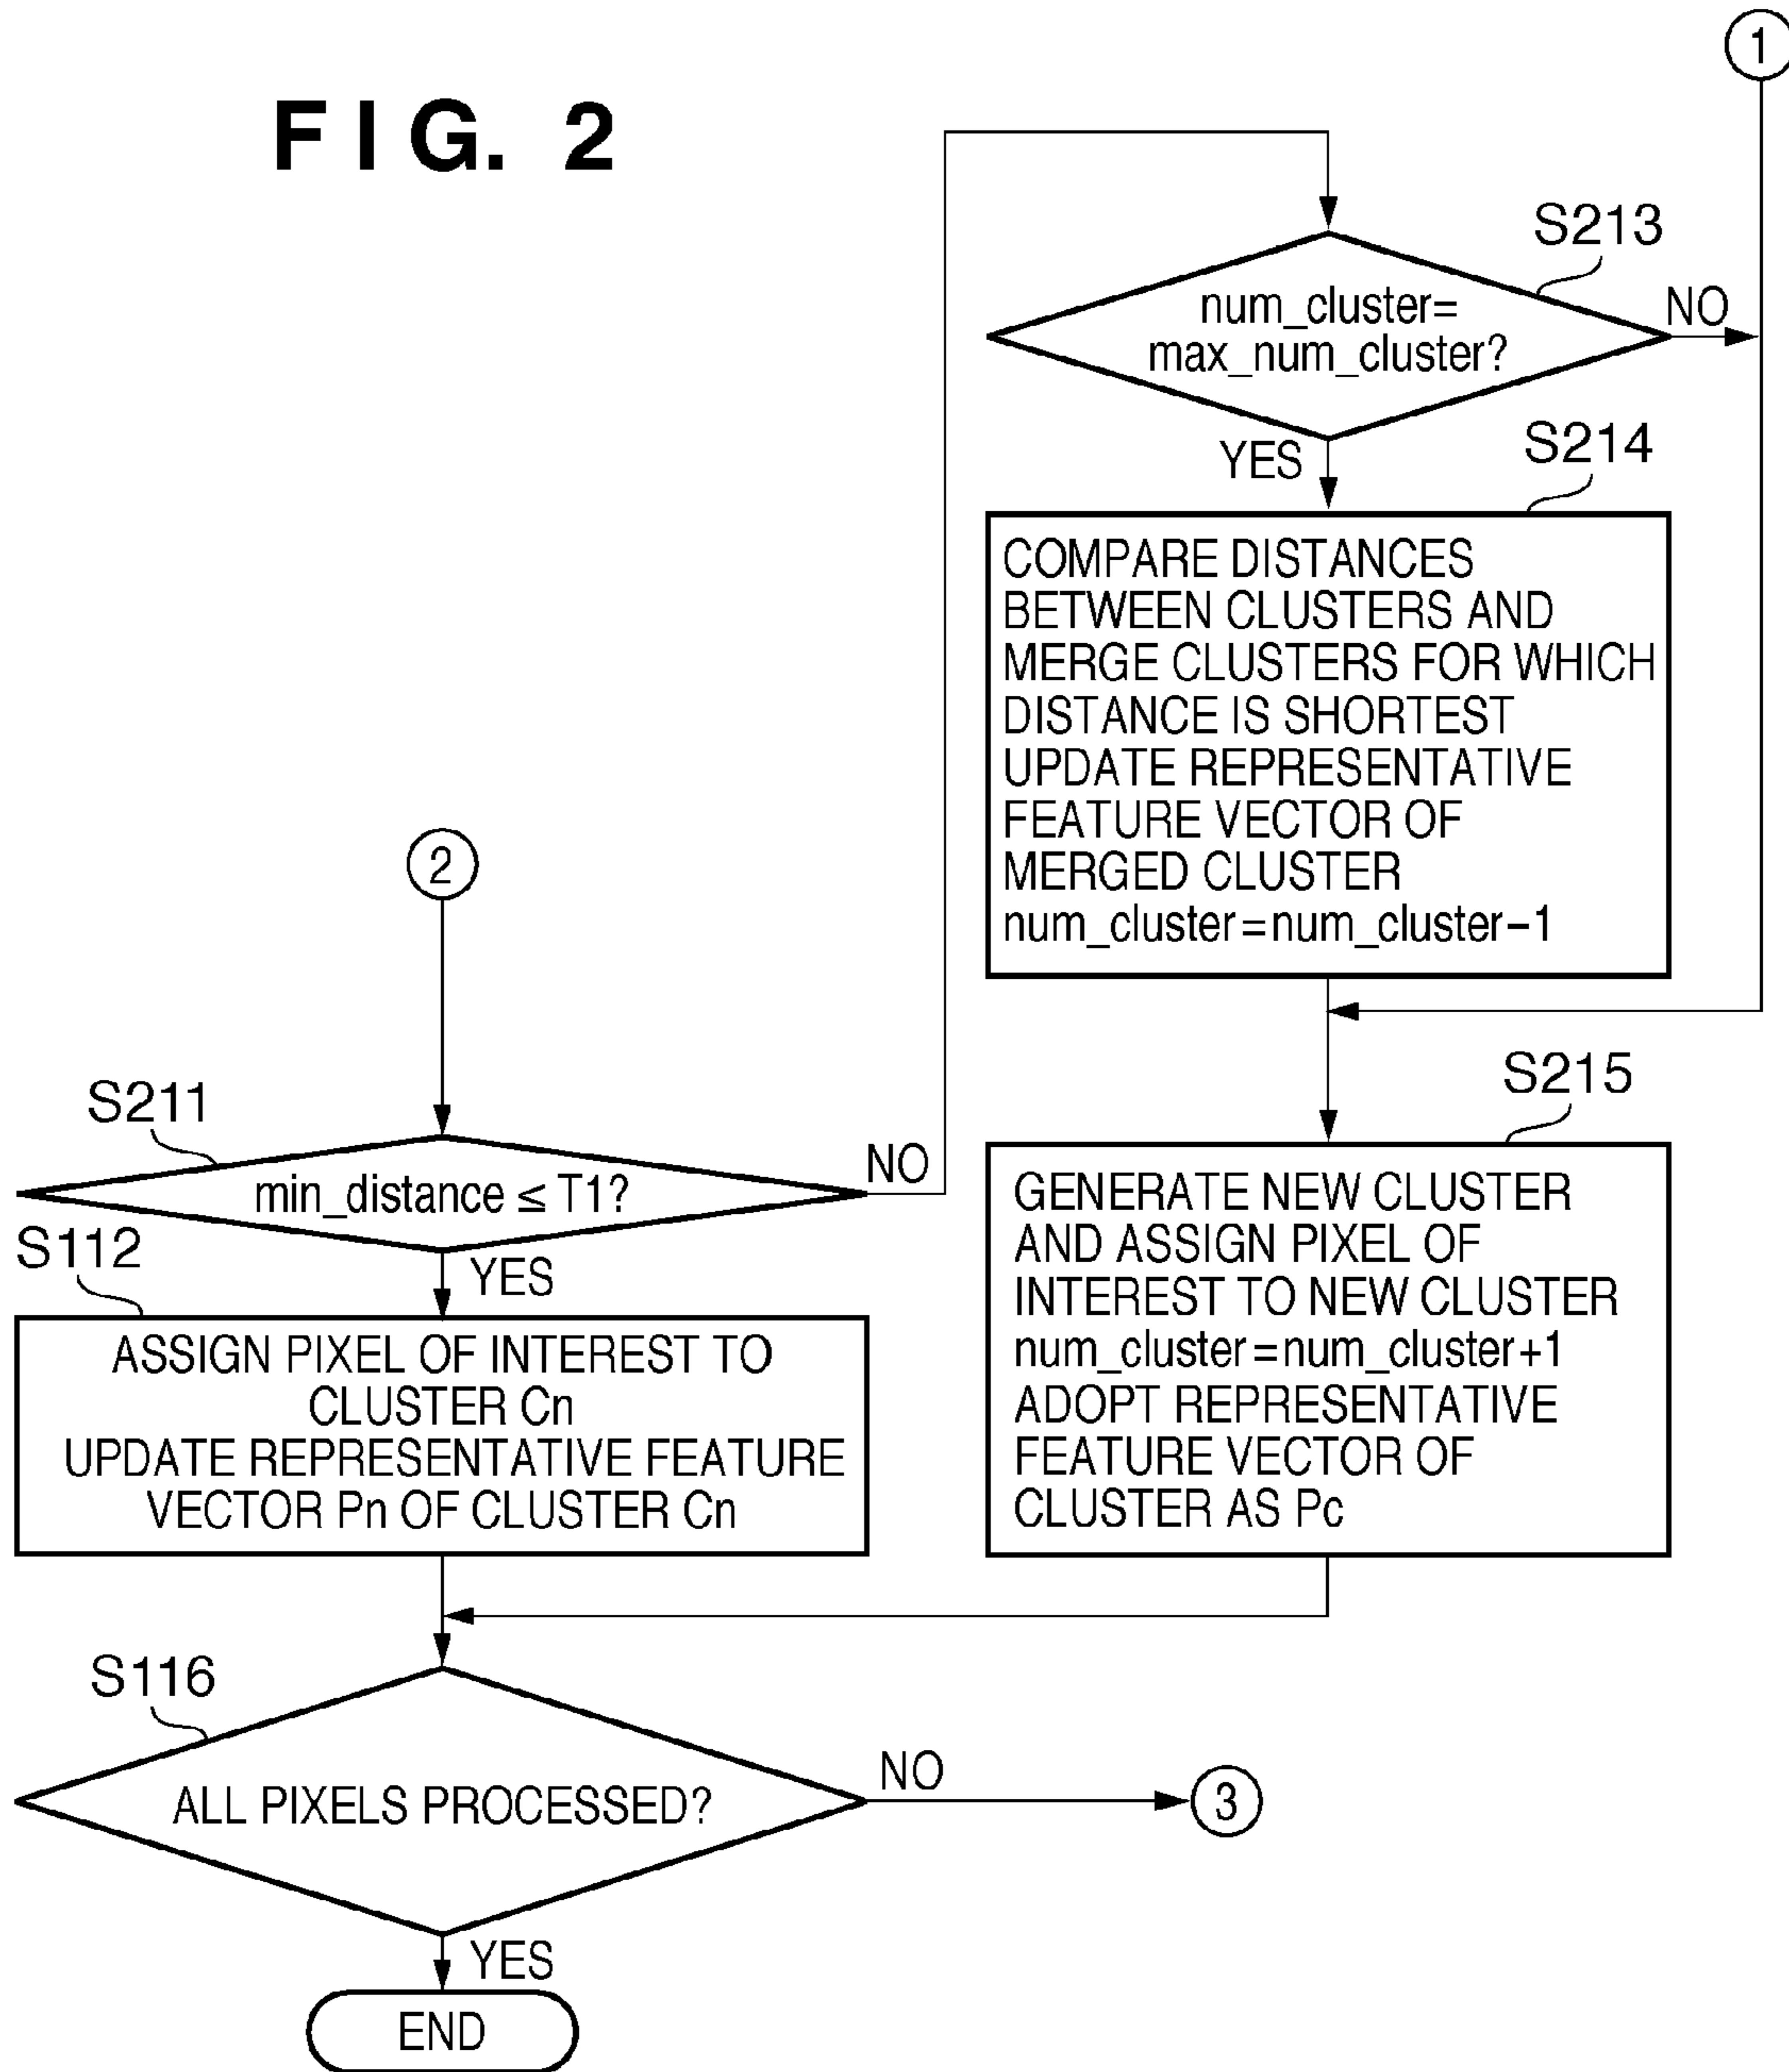 FIG. 2
1
S213
num_cluster=
max_num_cluster?
NO
YES
S214
COMPARE DISTANCES
BETWEEN CLUSTERS AND
MERGE CLUSTERS FOR WHICH
DISTANCE IS SHORTEST
UPDATE REPRESENTATIVE
FEATURE VECTOR OF
MERGED CLUSTER
num_cluster=num_cluster-1
2
S211
min_distance ≤ T1?
NO
YES
S112
ASSIGN PIXEL OF INTEREST TO
CLUSTER Cn
UPDATE REPRESENTATIVE FEATURE
VECTOR Pn OF CLUSTER Cn
S215
GENERATE NEW CLUSTER
AND ASSIGN PIXEL OF
INTEREST TO NEW CLUSTER
num_cluster=num_cluster+1
ADOPT REPRESENTATIVE
FEATURE VECTOR OF
CLUSTER AS Pc
S116
ALL PIXELS PROCESSED?
NO
3
YES
END